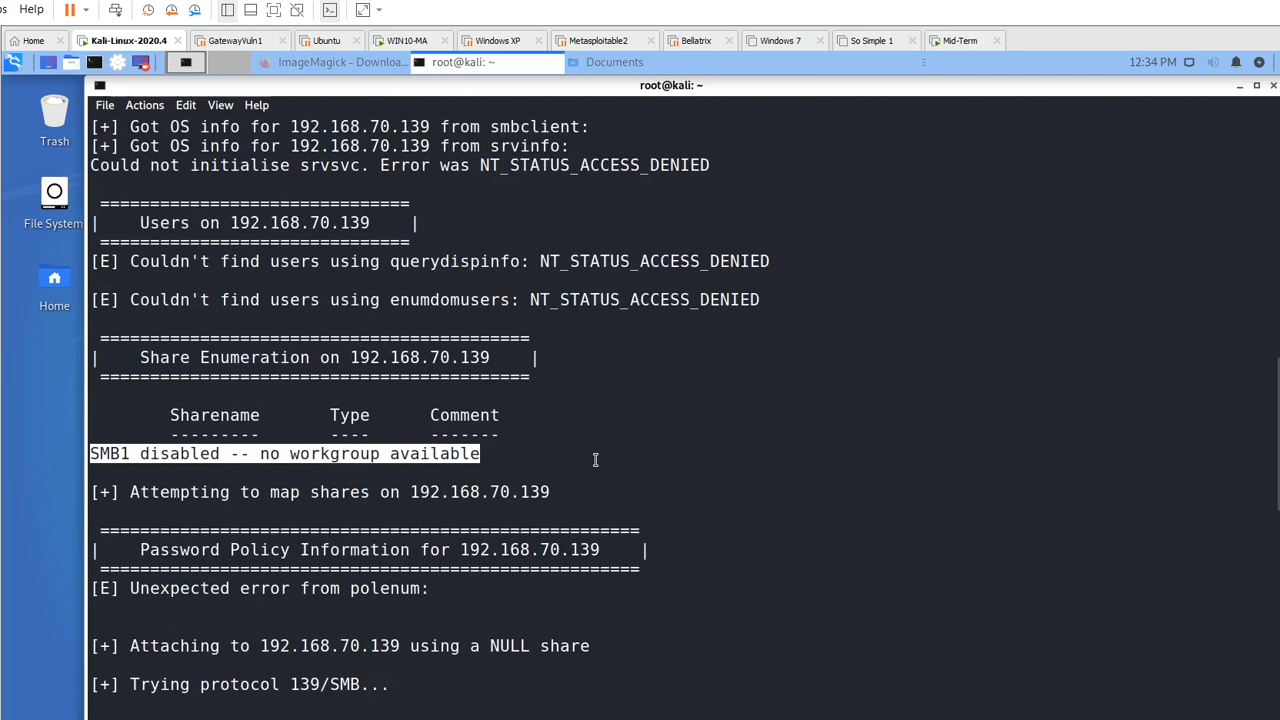 s Help
Home Kali-Linux-2020.4 GatewayVuln1 Ubuntu WIN10-MA Windows XP Metasploitable2 Bellatrix Windows 7 So Simple 1 Mid-Term
ImageMagick - Downloa... root@kali: ~ Documents 12:34 PM
root@kali: ~
File Actions Edit View Help
Trash
File System
Home
[+] Got OS info for 192.168.70.139 from smbclient:
[+] Got OS info for 192.168.70.139 from srvinfo:
Could not initialise srvsvc. Error was NT_STATUS_ACCESS_DENIED
===============================
| Users on 192.168.70.139 |
===============================
[E] Couldn't find users using querydispinfo: NT_STATUS_ACCESS_DENIED
[E] Couldn't find users using enumdomusers: NT_STATUS_ACCESS_DENIED
===========================================
| Share Enumeration on 192.168.70.139 |
===========================================
Sharename Type Comment
--------- ---- -------
SMB1 disabled -- no workgroup available
[+] Attempting to map shares on 192.168.70.139
======================================================
| Password Policy Information for 192.168.70.139 |
======================================================
[E] Unexpected error from polenum:
[+] Attaching to 192.168.70.139 using a NULL share
[+] Trying protocol 139/SMB...